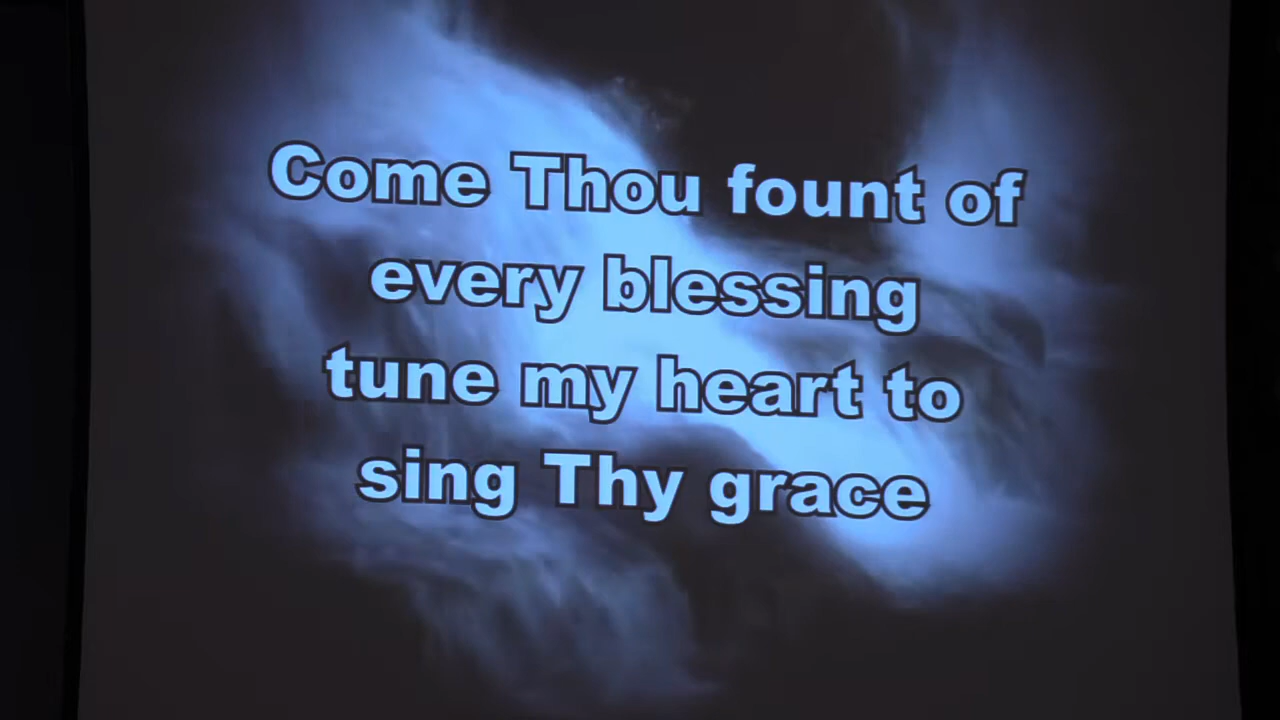 Come Thou fount of
every blessing
tune my heart to
sing Thy grace